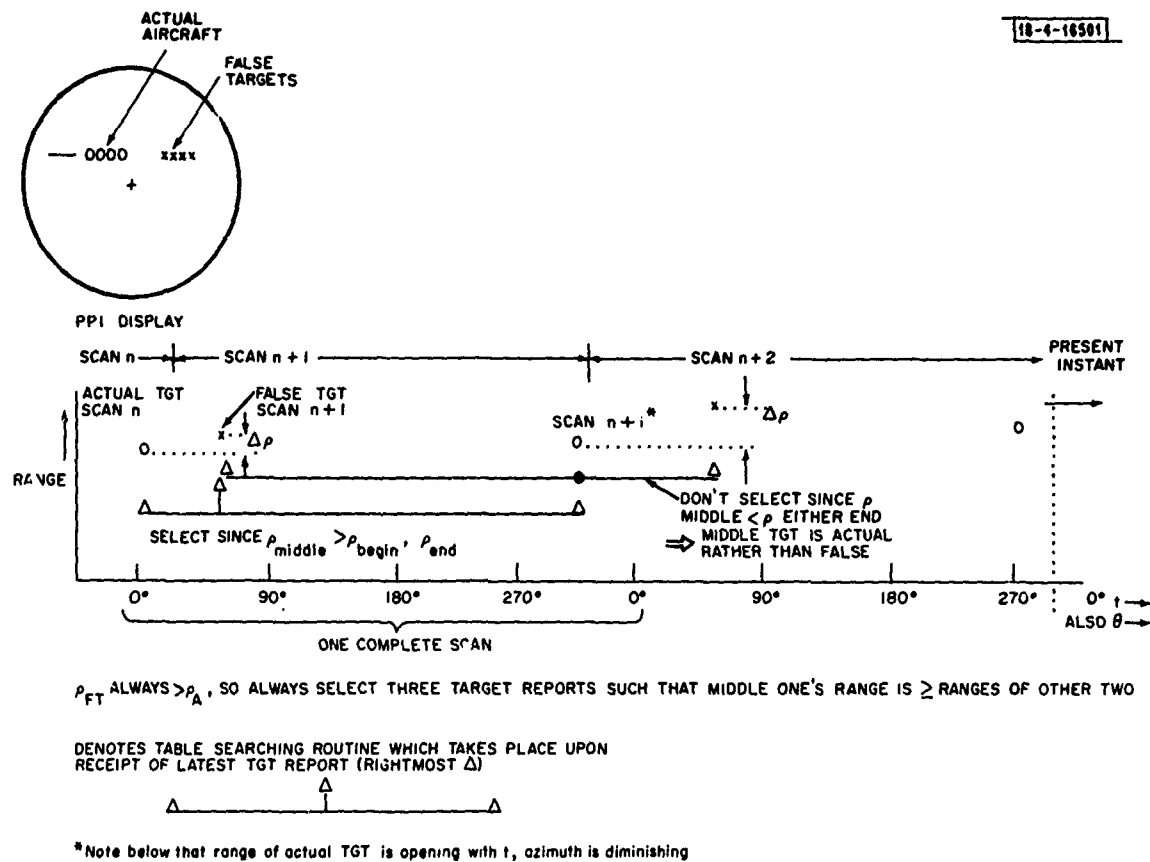 ACTUAL
AIRCRAFT
18-4-16501
FALSE
TARGETS
OOOO
xxxx
+
PPI DISPLAY
SCAN n
SCAN n + 1
SCAN n+2
PRESENT
INSTANT
ACTUAL TGT
SCAN n
FALSE TGT
SCAN n+1
SCAN n+i*
x
Δρ
x
Δρ
O
O
O
RANGE
DON'T SELECT SINCE ρ
MIDDLE < ρ EITHER END
⇒ MIDDLE TGT IS ACTUAL
RATHER THAN FALSE
SELECT SINCE ρmiddle > ρbegin, ρend
0° 90° 180° 270° 0° 90° 180° 270° 0° t →
ALSO θ →
ONE COMPLETE SCAN
ρFT ALWAYS > ρA, SO ALWAYS SELECT THREE TARGET REPORTS SUCH THAT MIDDLE ONE'S RANGE IS ≥ RANGES OF OTHER TWO
DENOTES TABLE SEARCHING ROUTINE WHICH TAKES PLACE UPON
RECEIPT OF LATEST TGT REPORT (RIGHTMOST Δ)
*Note below that range of actual TGT is opening with t, azimuth is diminishing